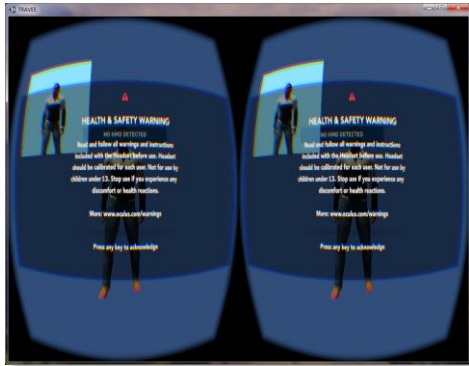 TRAVEE
HEALTH & SAFETY WARNING
NO HMD DETECTED
Read and follow all warnings and instructions
included with the Headset before use. Headset
should be calibrated for each user. Not for use by
children under 13. Stop use if you experience any
discomfort or health reactions.
More: www.oculus.com/warnings
Press any key to acknowledge
HEALTH & SAFETY WARNING
NO HMD DETECTED
Read and follow all warnings and instructions
included with the Headset before use. Headset
should be calibrated for each user. Not for use by
children under 13. Stop use if you experience any
discomfort or health reactions.
More: www.oculus.com/warnings
Press any key to acknowledge